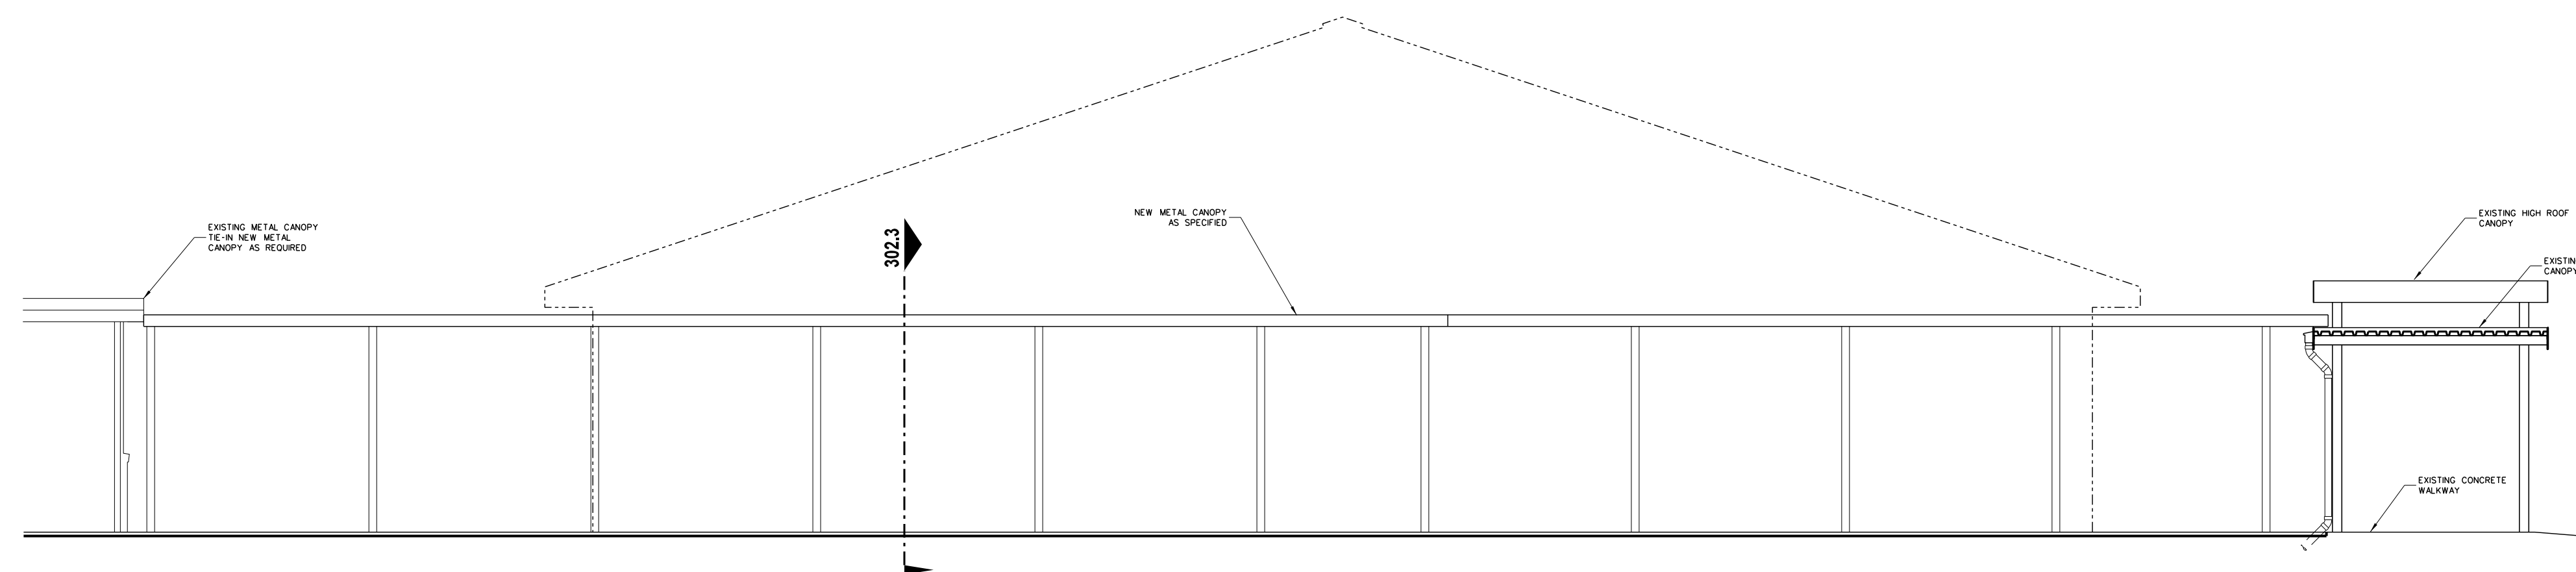 EXISTING METAL CANOPY
TIE-IN NEW METAL
CANOPY AS REQUIRED
302.3
NEW METAL CANOPY
AS SPECIFIED
EXISTING HIGH ROOF
CANOPY
CANOPY
EXISTING CONCRETE
WALKWAY